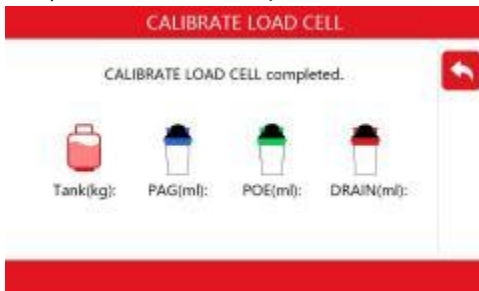 CALIBRATE LOAD CELL
CALIBRATE LOAD CELL completed.
Tank(kg): PAG(ml): POE(ml): DRAIN(ml):